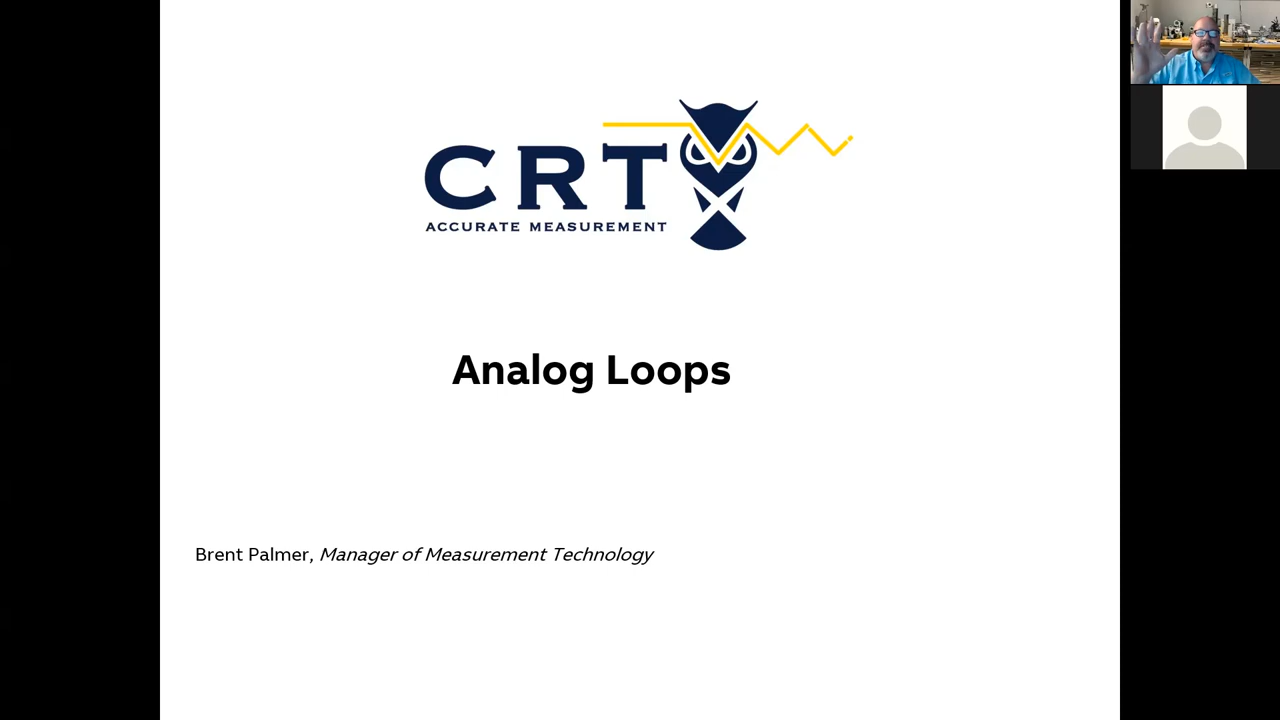 CRT
ACCURATE MEASUREMENT
Analog Loops
Brent Palmer, Manager of Measurement Technology